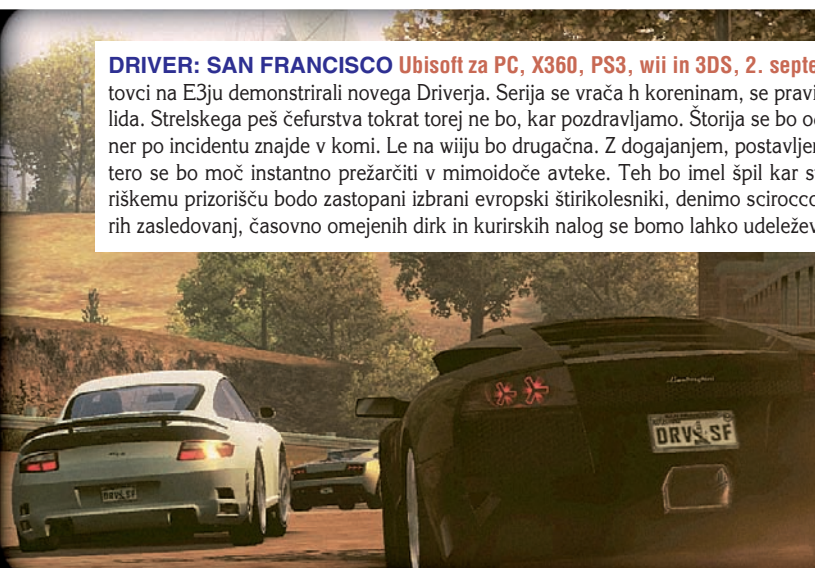 DRIVER: SAN FRANCISCO Ubisoft za PC, X360, PS3, wii in 3DS, 2. septe
tovci na E3ju demonstrirali novega Driverja. Serija se vrača h koreninam, se pravi
lida. Strelskega peš čefurstva tokrat torej ne bo, kar pozdravljamo. Štorija se bo o
ner po incidentu znajde v komi. Le na wiiju bo drugačna. Z dogajanjem, postavljen
tero se bo moč instantno prežarčiti v mimoidoče avteke. Teh bo imel špil kar s
riškemu prizorišču bodo zastopani izbrani evropski štirikolesniki, denimo scirocco
rih zasledovanj, časovno omejenih dirk in kurirskih nalog se bomo lahko udeležev
Lamborghini
DRVS SF
DRVS SF